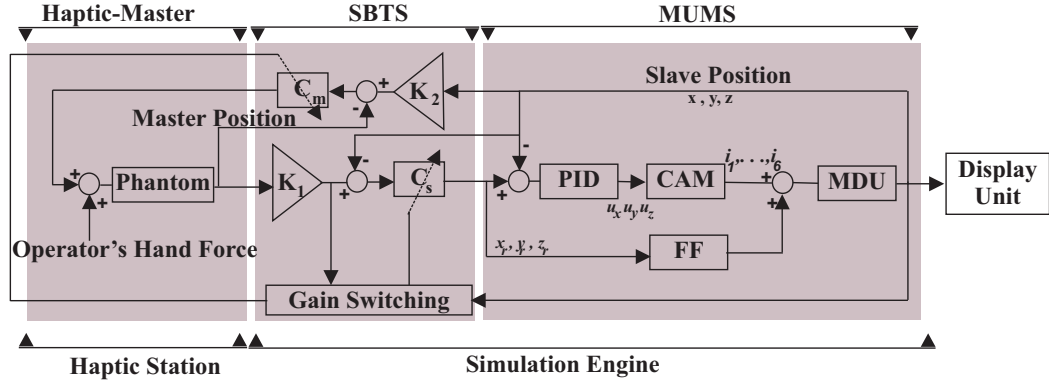 Haptic-Master SBTS MUMS
Slave Position
x , y, z
C_m
K_2
+
-
Master Position
-
-
i_1,. . .,i_6
+
Phantom
+
K_1
+
C_s
+
PID
CAM
+
+
MDU
Display
Unit
u_x u_y u_z
Operator's Hand Force
x_r, y_r, z_r
FF
Gain Switching
Haptic Station
Simulation Engine